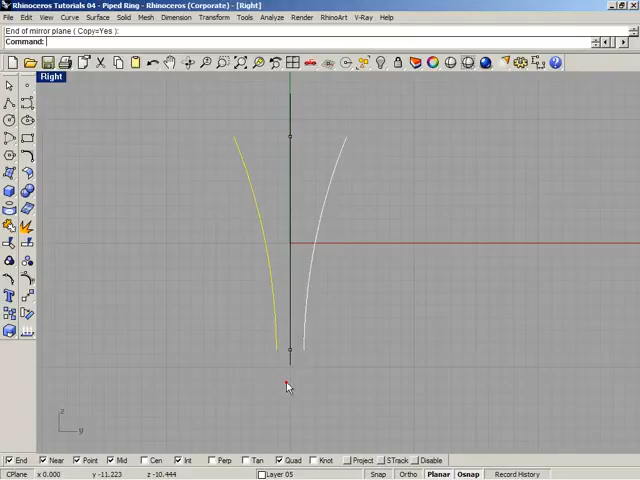 Rhinoceros Tutorials 04 - Piped Ring - Rhinoceros (Corporate) - [Right]
File Edit View Curve Surface Solid Mesh Dimension Transform Tools Analyze Render RhinoArt V-Ray Help
End of mirror plane ( Copy=Yes ):
Command:
Right
z
y
End Near Point Mid Cen Int Perp Tan Quad Knot Project STrack Disable
CPlane x 0.000 y -11.223 z -10.444 Layer 05 Snap Ortho Planar Osnap Record History